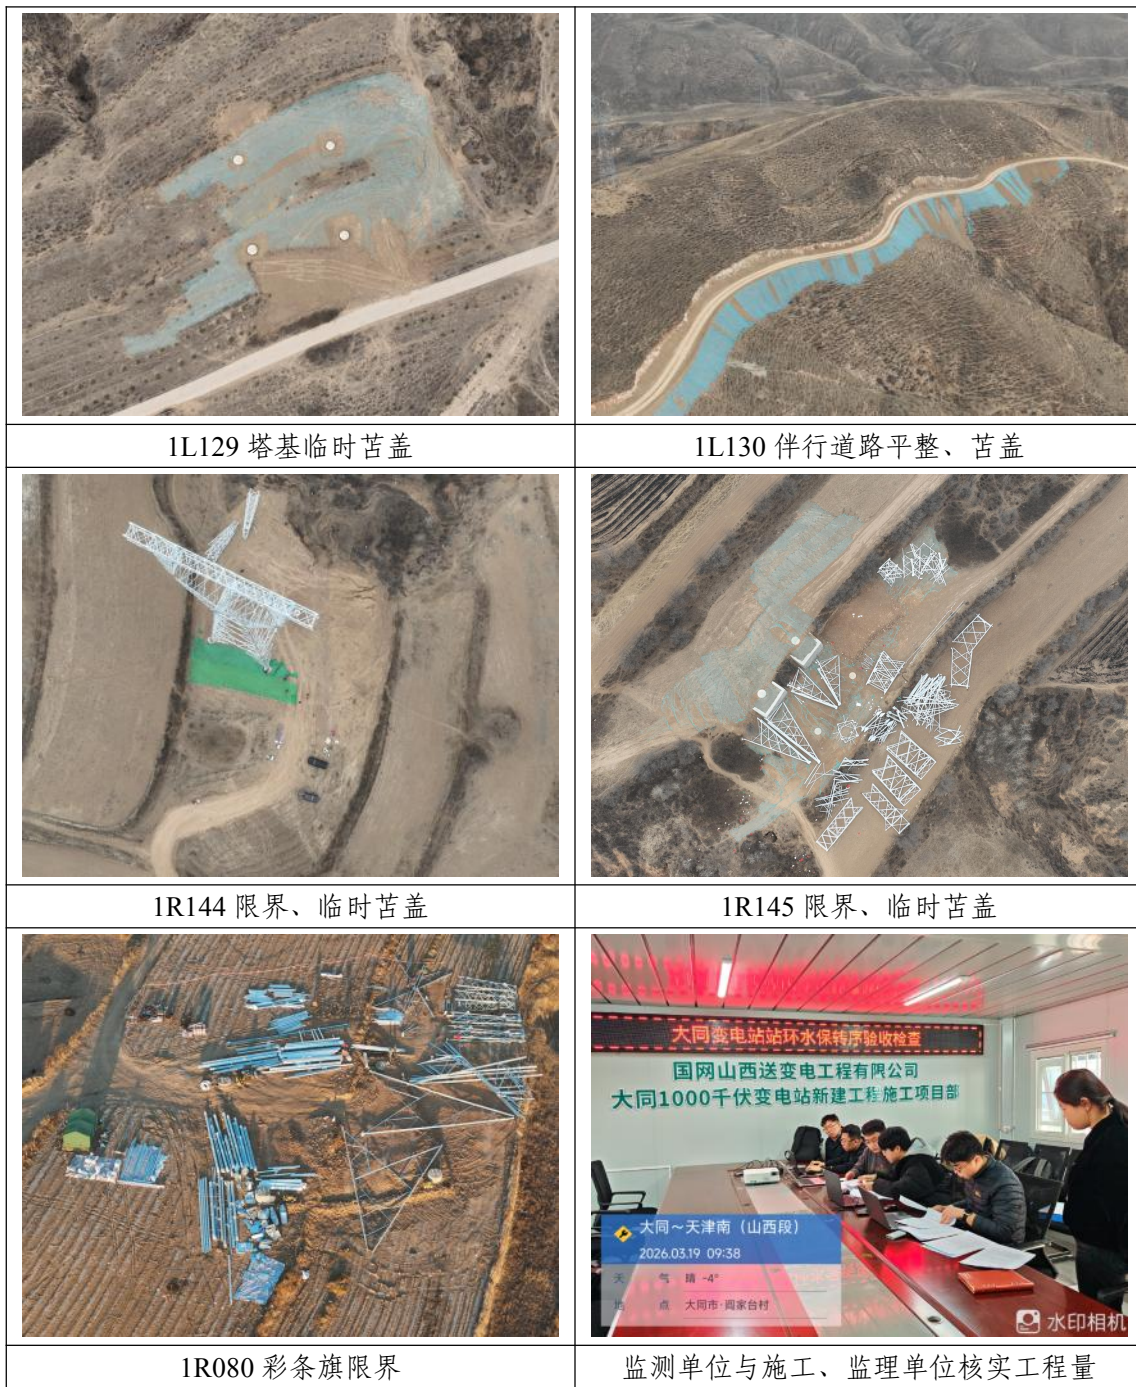 1L129 塔基临时苫盖
1L130 伴行道路平整、苫盖
1R144 限界、临时苫盖
1R145 限界、临时苫盖
大同变电站站环水保转序验收检查
国网山西送变电工程有限公司
大同1000千伏变电站新建工程施工项目部
大同～天津南（山西段）
2026.03.19 09:38
天 气 晴 -4°
地 点 大同市·阎家台村
水印相机
1R080 彩条旗限界
监测单位与施工、监理单位核实工程量